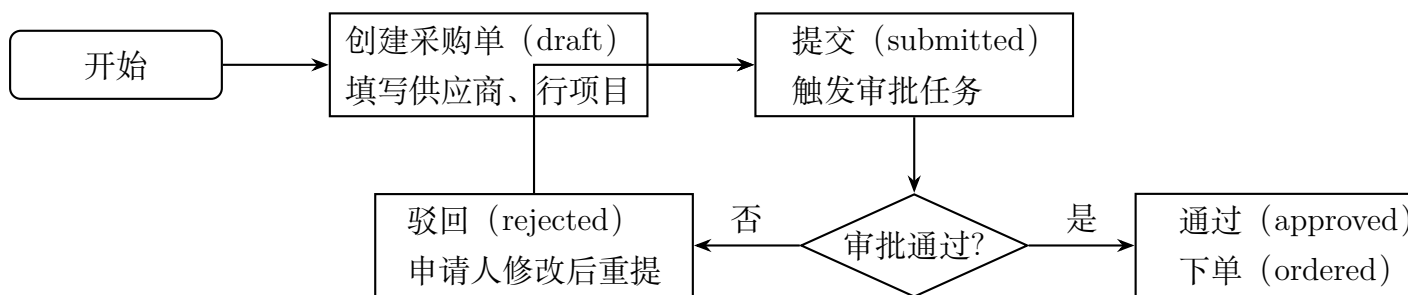 开始
创建采购单（draft）
填写供应商、行项目
提交（submitted）
触发审批任务
驳回（rejected）
申请人修改后重提
否
审批通过?
是
通过（approved）
下单（ordered）